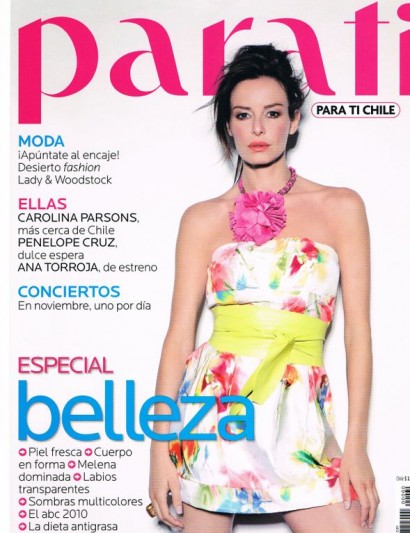 parati
PARA TI CHILE
MODA
¡Apúntate al encaje!
Desierto fashion
Lady & Woodstock
ELLAS
CAROLINA PARSONS,
más cerca de Chile
PENELOPE CRUZ,
dulce espera
ANA TORROJA, de estreno
CONCIERTOS
En noviembre, uno por día
ESPECIAL
belleza
Piel fresca Cuerpo
en forma Melena
dominada Labios
transparentes
Sombras multicolores
El abc 2010
La dieta antigrasa